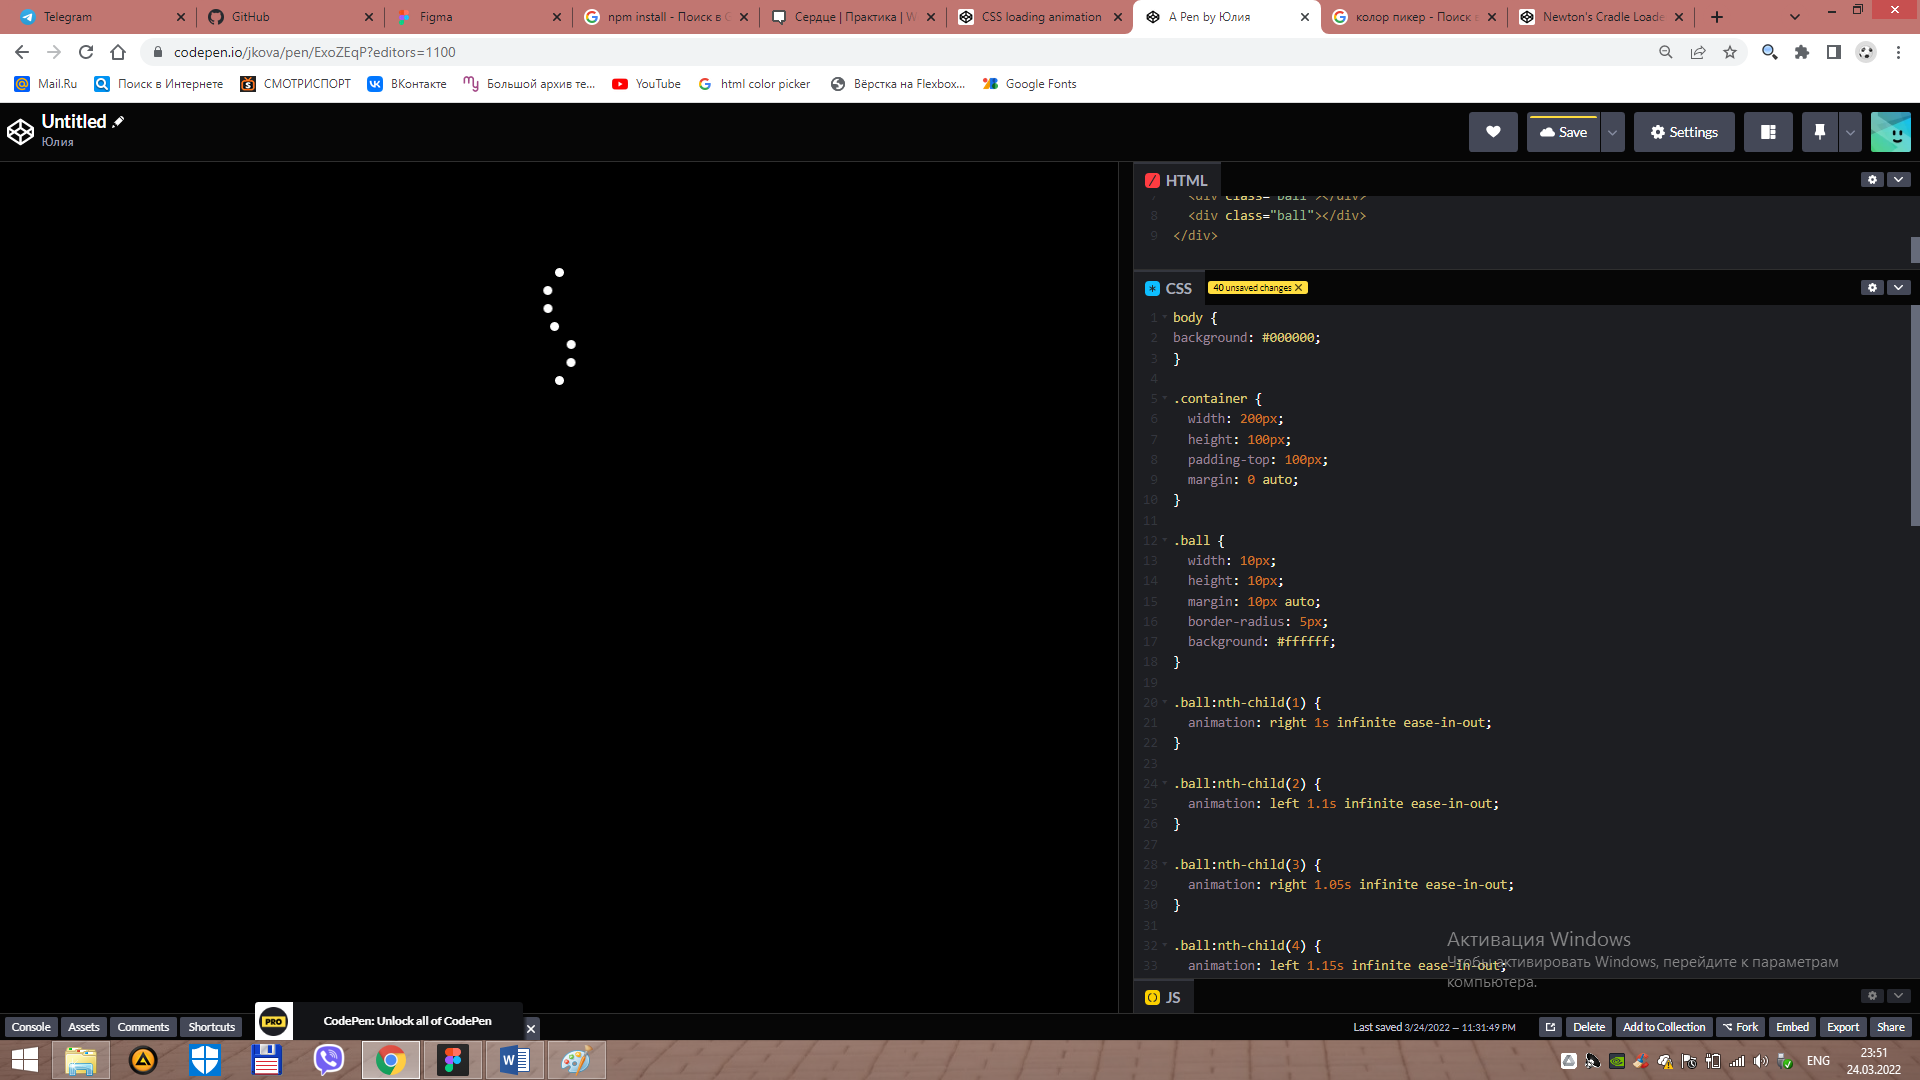 Telegram
GitHub
Figma
npm install - Поиск в
Сердце | Практика |
CSS loading animation
A Pen by Юлия
колор пикер - Поиск
Newton's Cradle Loade
codepen.io/jkova/pen/ExoZEqP?editors=1100
Mail.Ru
Поиск в Интернете
СМОТРИСПОРТ
ВКонтакте
Большой архив те...
YouTube
html color picker
Вёрстка на Flexbox...
Google Fonts
Untitled
Юлия
Save
Settings
HTML
7 <div class="ball"></div>
8 <div class="ball"></div>
9 </div>
CSS
40 unsaved changes
1 body {
2 background: #000000;
3 }
4
5 .container {
6 width: 200px;
7 height: 100px;
8 padding-top: 100px;
9 margin: 0 auto;
10 }
11
12 .ball {
13 width: 10px;
14 height: 10px;
15 margin: 10px auto;
16 border-radius: 5px;
17 background: #ffffff;
18 }
19
20 .ball:nth-child(1) {
21 animation: right 1s infinite ease-in-out;
22 }
23
24 .ball:nth-child(2) {
25 animation: left 1.1s infinite ease-in-out;
26 }
27
28 .ball:nth-child(3) {
29 animation: right 1.05s infinite ease-in-out;
30 }
31
32 .ball:nth-child(4) {
33 animation: left 1.15s infinite ease-in-out;
Активация Windows
Чтобы активировать Windows, перейдите к параметрам
компьютера.
JS
Console
Assets
Comments
Shortcuts
PRO
CodePen: Unlock all of CodePen
Last saved 3/24/2022 — 11:31:49 PM
Delete
Add to Collection
Fork
Embed
Export
Share
ENG
23:51
24.03.2022